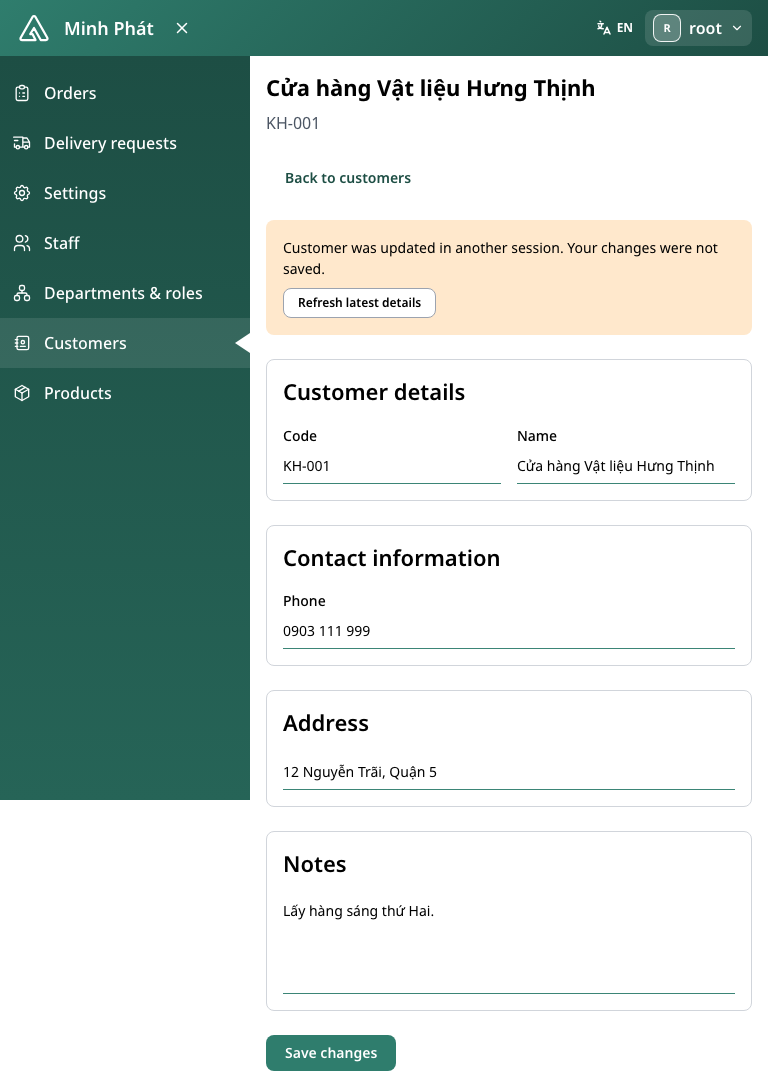 Minh Phát
EN
R
root
Orders
Delivery requests
Settings
Staff
Departments & roles
Customers
Products
Cửa hàng Vật liệu Hưng Thịnh
KH-001
Back to customers
Customer was updated in another session. Your changes were not
saved.
Refresh latest details
Customer details
Code
Name
KH-001
Cửa hàng Vật liệu Hưng Thịnh
Contact information
Phone
0903 111 999
Address
12 Nguyễn Trãi, Quận 5
Notes
Lấy hàng sáng thứ Hai.
Save changes